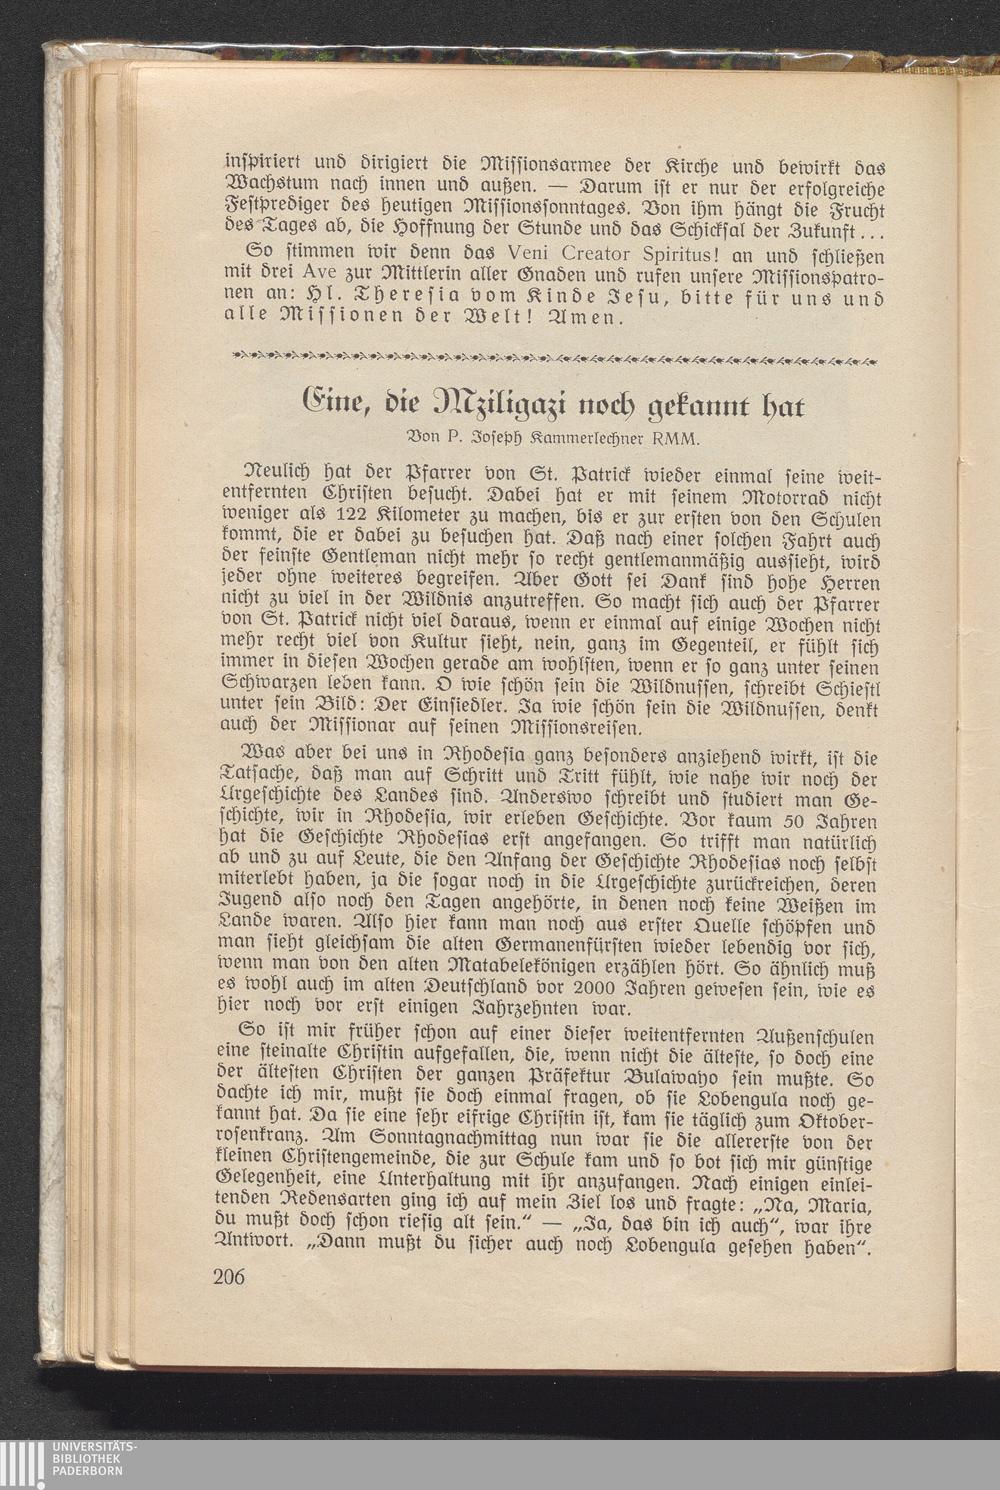 inspiriert und dirigiert die Missionsarmee der Kirche und bewirkt das
Wachstum nach innen und außen. — Darum ist er nur der erfolgreiche
Festprediger des heutigen Missionssonntages. Von ihm hängt die Frucht
des Tages ab, die Hoffnung der Stunde und das Schicksal der Zukunft...
So stimmen wir denn das Veni Creator Spiritus! an und schließen
mit drei Ave zur Mittlerin aller Gnaden und rufen unsere Missionspatro-
nen an: Hl. Theresia vom Kinde Jesu, bitte für uns und
alle Missionen der Welt! Amen.
Eine, die Mziligazi noch gekannt hat
Von P. Joseph Kammerlechner RMM.
Neulich hat der Pfarrer von St. Patrick wieder einmal seine weit-
entfernten Christen besucht. Dabei hat er mit seinem Motorrad nicht
weniger als 122 Kilometer zu machen, bis er zur ersten von den Schulen
kommt, die er dabei zu besuchen hat. Daß nach einer solchen Fahrt auch
der feinste Gentleman nicht mehr so recht gentlemanmäßig aussieht, wird
jeder ohne weiteres begreifen. Aber Gott sei Dank sind hohe Herren
nicht zu viel in der Wildnis anzutreffen. So macht sich auch der Pfarrer
von St. Patrick nicht viel daraus, wenn er einmal auf einige Wochen nicht
mehr recht viel von Kultur sieht, nein, ganz im Gegenteil, er fühlt sich
immer in diesen Wochen gerade am wohlsten, wenn er so ganz unter seinen
Schwarzen leben kann. O wie schön sein die Wildnussen, schreibt Schiestl
unter sein Bild: Der Einsiedler. Ja wie schön sein die Wildnussen, denkt
auch der Missionar auf seinen Missionsreisen.
Was aber bei uns in Rhodesia ganz besonders anziehend wirkt, ist die
Tatsache, daß man auf Schritt und Tritt fühlt, wie nahe wir noch der
Urgeschichte des Landes sind. Anderswo schreibt und studiert man Ge-
schichte, wir in Rhodesia, wir erleben Geschichte. Vor kaum 50 Jahren
hat die Geschichte Rhodesias erst angefangen. So trifft man natürlich
ab und zu auf Leute, die den Anfang der Geschichte Rhodesias noch selbst
miterlebt haben, ja die sogar noch in die Urgeschichte zurückreichen, deren
Jugend also noch den Tagen angehörte, in denen noch keine Weißen im
Lande waren. Also hier kann man noch aus erster Quelle schöpfen und
man sieht gleichsam die alten Germanenfürsten wieder lebendig vor sich,
wenn man von den alten Matabelekönigen erzählen hört. So ähnlich muß
es wohl auch im alten Deutschland vor 2000 Jahren gewesen sein, wie es
hier noch vor erst einigen Jahrzehnten war.
So ist mir früher schon auf einer dieser weitentfernten Außenschulen
eine steinalte Christin aufgefallen, die, wenn nicht die älteste, so doch eine
der ältesten Christen der ganzen Präfektur Bulawayo sein mußte. So
dachte ich mir, mußt sie doch einmal fragen, ob sie Lobengula noch ge-
kannt hat. Da sie eine sehr eifrige Christin ist, kam sie täglich zum Oktober-
rosenkranz. Am Sonntagnachmittag nun war sie die allererste von der
kleinen Christengemeinde, die zur Schule kam und so bot sich mir günstige
Gelegenheit, eine Unterhaltung mit ihr anzufangen. Nach einigen einlei-
tenden Redensarten ging ich auf mein Ziel los und fragte: „Na, Maria,
du mußt doch schon riesig alt sein.“ — „Ja, das bin ich auch“, war ihre
Antwort. „Dann mußt du sicher auch noch Lobengula gesehen haben“.
206
UNIVERSITÄTS-
BIBLIOTHEK
PADERBORN